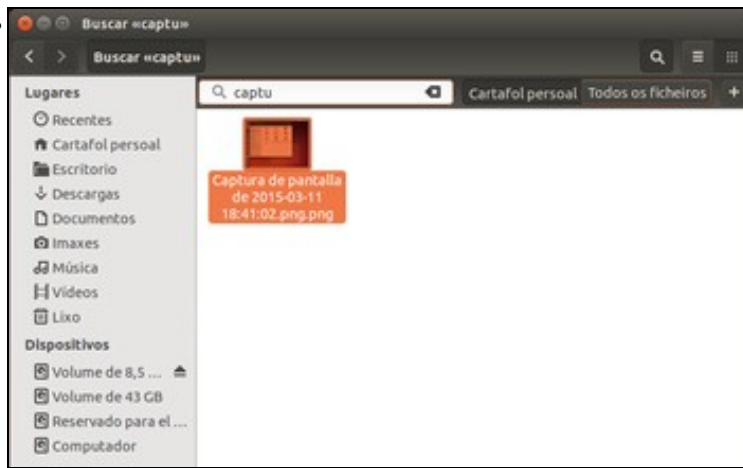 Buscar «captu»
Buscar «captu»
Lugares
Recentes
Cartafol persoal
Escritorio
Descargas
Documentos
Imaxes
Música
Vídeos
Lixo
Dispositivos
Volume de 8,5 ...
Volume de 43 GB
Reservado para el ...
Computador
captu
Cartafol persoal
Todos os ficheiros
+
Captura de pantalla
de 2015-03-11
18:41:02.png.png